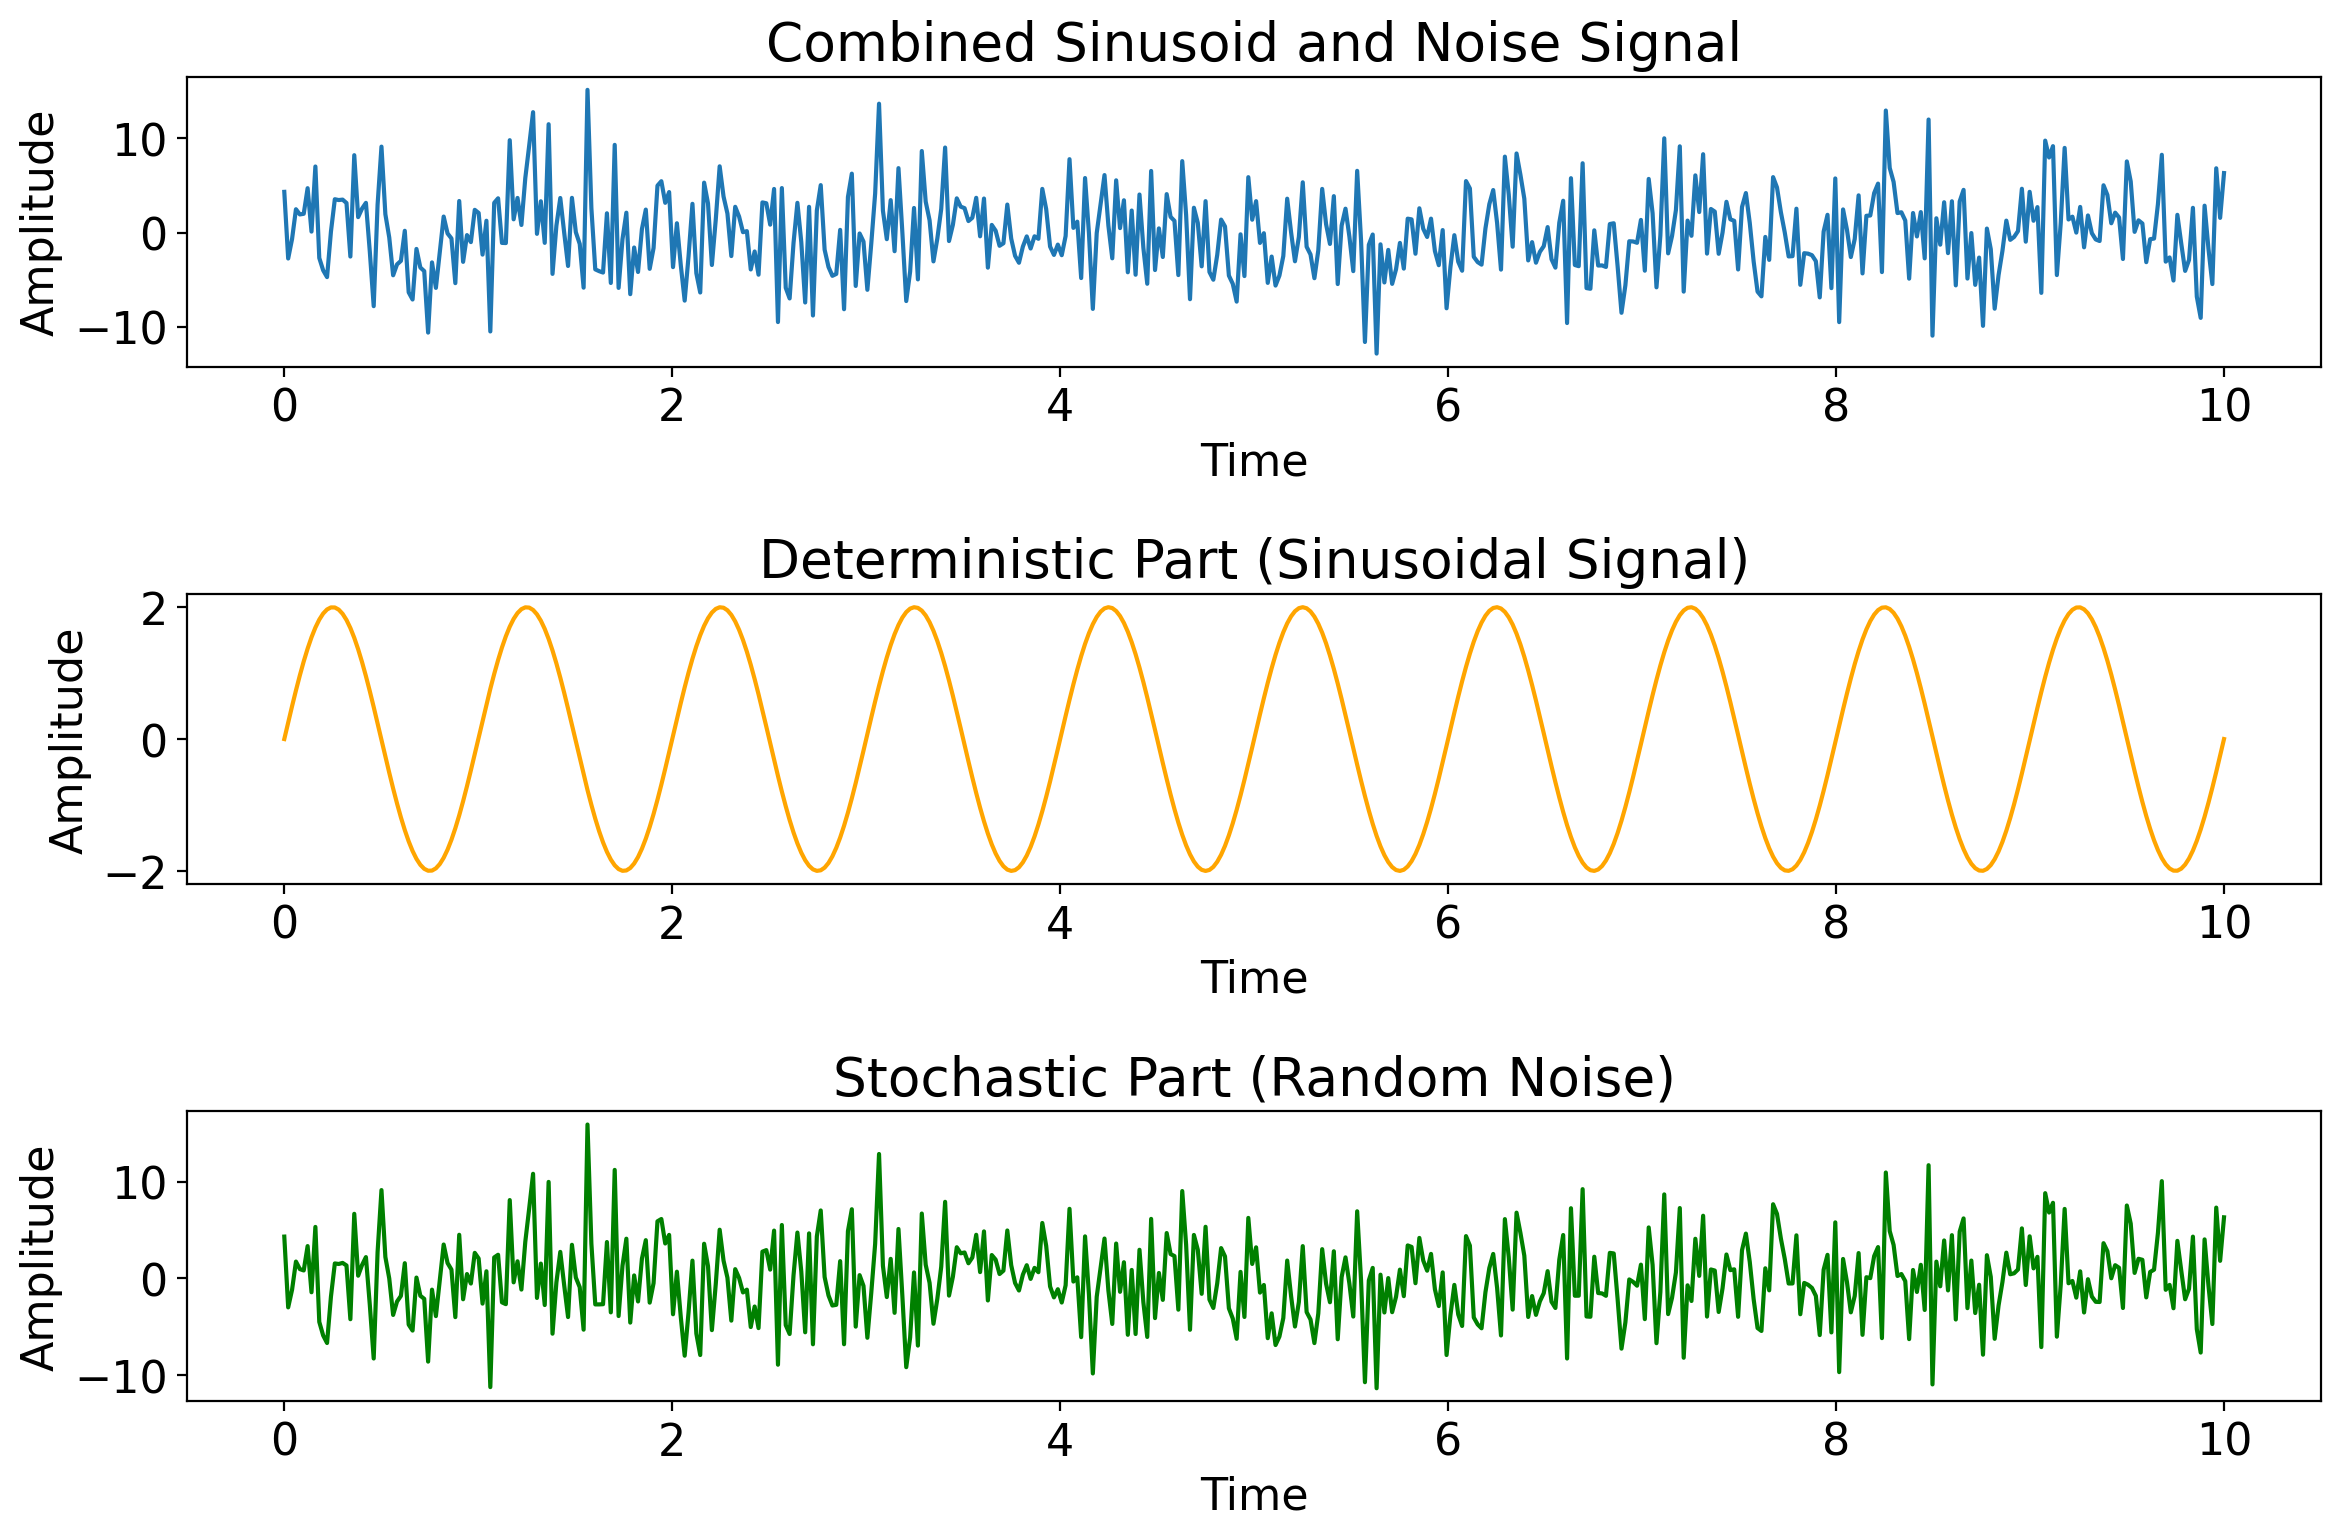 Combined Sinusoid and Noise Signal
Amplitude
10
0
−10
0 2 4 6 8 10
Time
Deterministic Part (Sinusoidal Signal)
Amplitude
2
0
−2
0 2 4 6 8 10
Time
Stochastic Part (Random Noise)
Amplitude
10
0
−10
0 2 4 6 8 10
Time